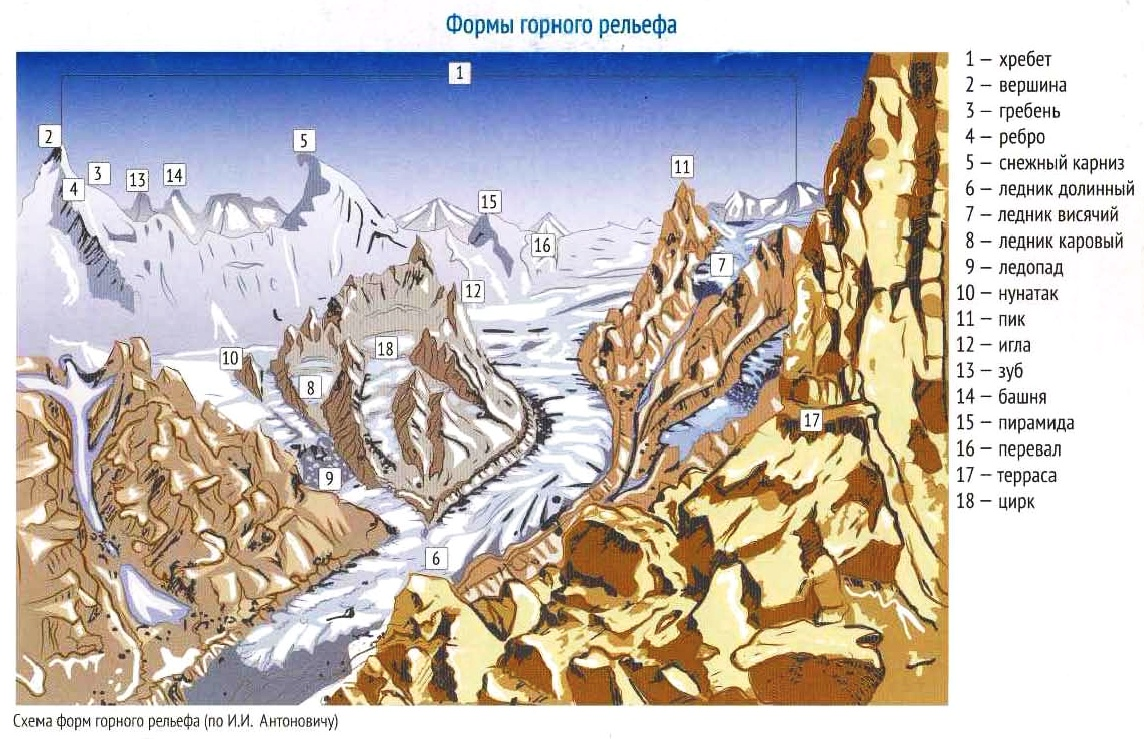 Формы горного рельефа
1
2
5
3
4
13
14
11
15
16
7
12
18
10
8
17
9
6
1 – хребет
2 – вершина
3 – гребень
4 – ребро
5 – снежный карниз
6 – ледник долинный
7 – ледник висячий
8 – ледник каровый
9 – ледопад
10 – нунатак
11 – пик
12 – игла
13 – зуб
14 – башня
15 – пирамида
16 – перевал
17 – терраса
18 – цирк
Схема форм горного рельефа (по И.И. Антоновичу)